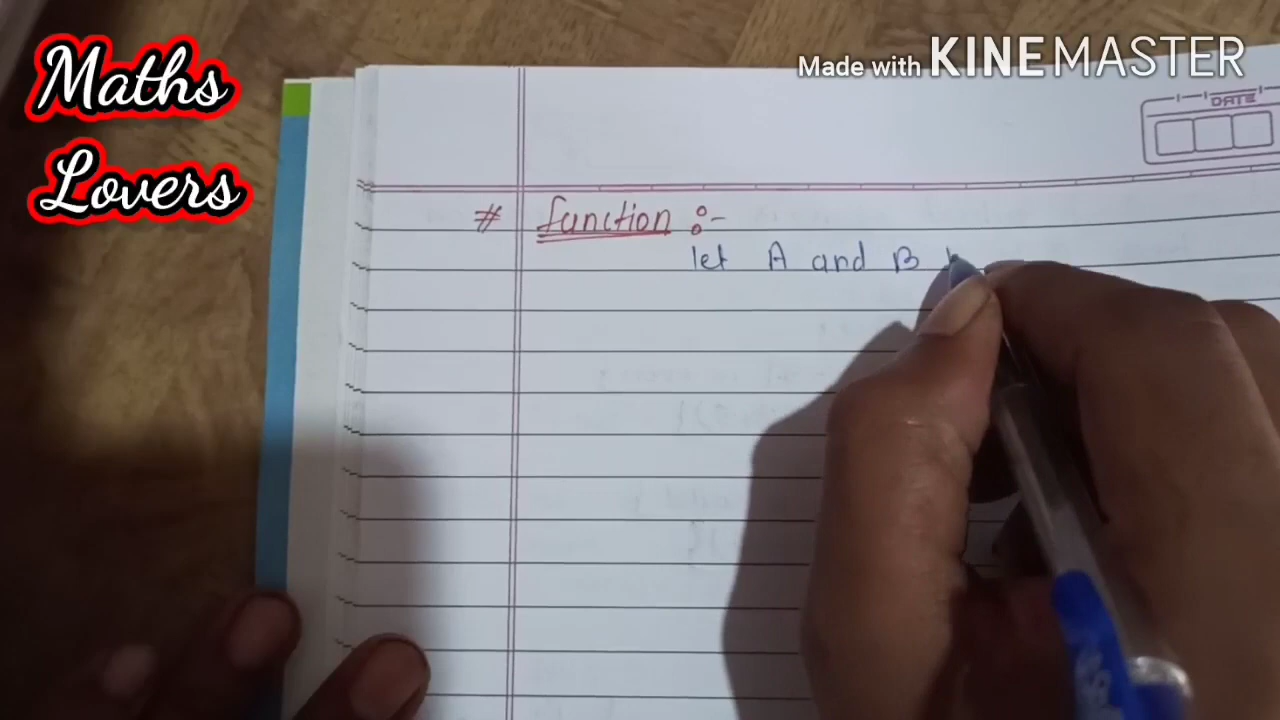 Maths
Lovers
Made with KINEMASTER
DATE
# function :-
let A and B